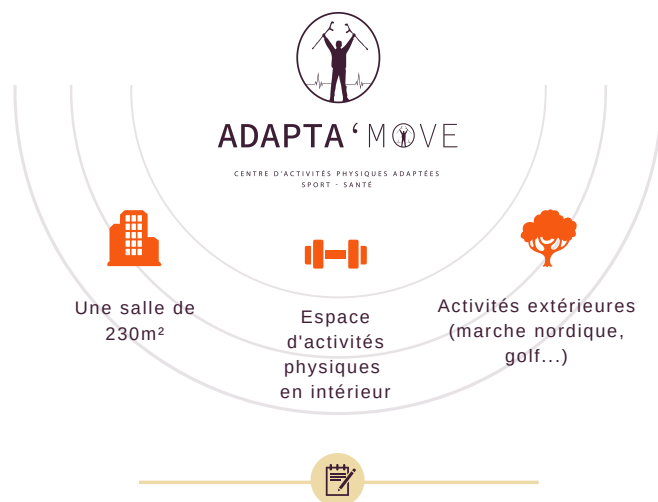 ADAPTA‘MOVE
CENTRE D'ACTIVITÉS PHYSIQUES ADAPTÉES
SPORT - SANTÉ
Une salle de
230m²
Espace
d'activités
physiques
en intérieur
Activités extérieures
(marche nordique,
golf...)